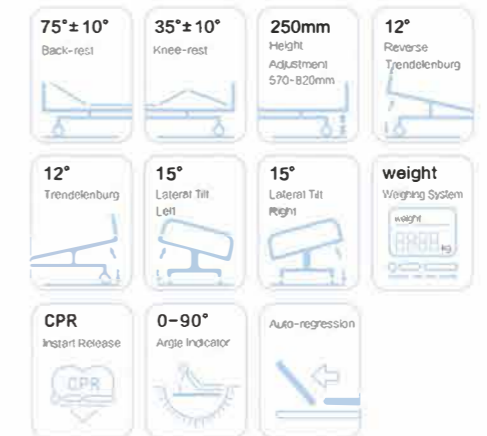 75°±10°
Back-rest
35°±10°
Knee-rest
250mm
Height
Adjustment
570-820mm
12°
Reverse
Trendelenburg
12°
Trendelenburg
15°
Lateral Tilt
Left
15°
Lateral Tilt
Right
weight
Weighing System
weight
kg
CPR
Instant Release
CPR
0-90°
Angle Indicator
Auto-regression